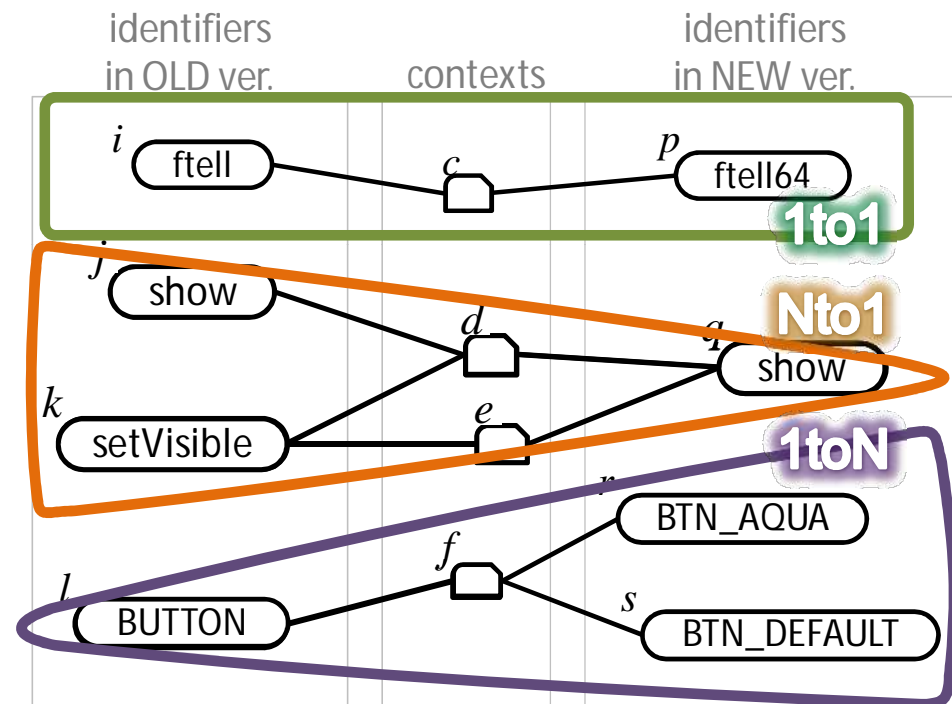 identifiers
in OLD ver.
contexts
identifiers
in NEW ver.
i
ftell
c
p
ftell64
1to1
j
show
d
q
show
Nto1
k
setVisible
e
1toN
r
BTN_AQUA
f
l
BUTTON
s
BTN_DEFAULT